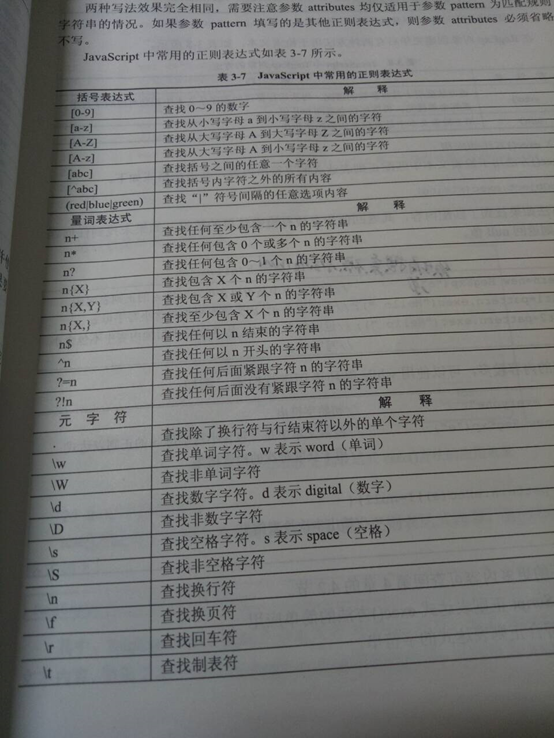 两种写法效果完全相同，需要注意参数 attributes 均仅适用于参数 pattern 为匹配规则
字符串的情况。如果参数 pattern 填写的是其他正则表达式，则参数 attributes 必须省略
不写。
JavaScript 中常用的正则表达式如表 3-7 所示。
表 3-7 JavaScript 中常用的正则表达式
括号表达式 解 释
[0-9] 查找 0～9 的数字
[a-z] 查找从小写字母 a 到小写字母 z 之间的字符
[A-Z] 查找从大写字母 A 到大写字母 Z 之间的字符
[A-z] 查找从大写字母 A 到小写字母 z 之间的字符
[abc] 查找括号之间的任意一个字符
[^abc] 查找括号内字符之外的所有内容
(red|blue|green) 查找“|”符号间隔的任意选项内容
量词表达式 解 释
n+ 查找任何至少包含一个 n 的字符串
n* 查找任何包含 0 个或多个 n 的字符串
n? 查找任何包含 0～1 个 n 的字符串
n{X} 查找包含 X 个 n 的字符串
n{X,Y} 查找包含 X 或 Y 个 n 的字符串
n{X,} 查找至少包含 X 个 n 的字符串
n$ 查找任何以 n 结束的字符串
^n 查找任何以 n 开头的字符串
?=n 查找任何后面紧跟字符 n 的字符串
?!n 查找任何后面没有紧跟字符 n 的字符串
元 字 符 解 释
. 查找除了换行符与行结束符以外的单个字符
\w 查找单词字符。w 表示 word（单词）
\W 查找非单词字符
\d 查找数字字符。d 表示 digital（数字）
\D 查找非数字字符
\s 查找空格字符。s 表示 space（空格）
\S 查找非空格字符
\n 查找换行符
\f 查找换页符
\r 查找回车符
\t 查找制表符